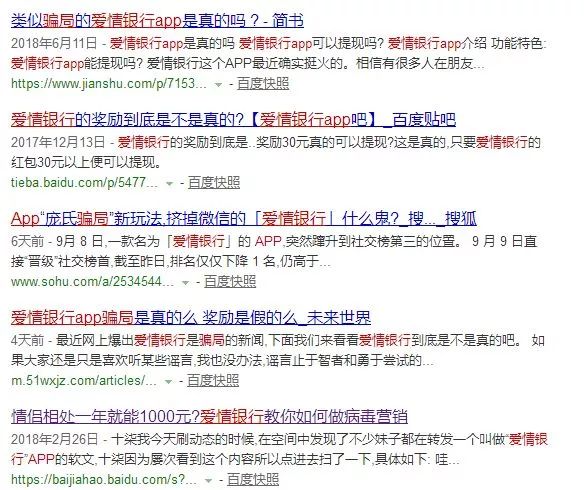 类似骗局的爱情银行app是真的吗？- 简书
2018年6月11日 - 爱情银行app是真的吗 爱情银行app可以提现吗? 爱情银行app介绍 功能特色:
爱情银行app能提现吗? 爱情银行这个APP最近确实挺火的。相信有很多人在朋友...
https://www.jianshu.com/p/7153... - 百度快照
爱情银行的奖励到底是不是真的?【爱情银行app吧】_百度贴吧
2017年12月13日 - 爱情银行的奖励到底是..奖励30元真的可以提现?这是真的,只要爱情银行的
红包30元以上便可以提现。
tieba.baidu.com/p/5477... - 百度快照
App“庞氏骗局”新玩法,挤掉微信的「爱情银行」什么鬼?_搜..._搜狐
6天前 - 9月 8 日,一款名为「爱情银行」的 APP,突然蹿升到社交榜第三的位置。 9 月 9 日直
接“晋级”社交榜首,截至昨日,排名仅仅下降 1 名,仍高于...
www.sohu.com/a/2534544... - 百度快照
爱情银行app骗局是真的么 奖励是假的么_未来世界
4天前 - 最近网上爆出爱情银行是骗局的新闻,下面我们来看看爱情银行到底是不是真的吧。 如
果大家还是只是喜欢听某些谣言,我也没办法,谣言止于智者和勇于尝试的...
m.51wxjz.com/articles/... - 百度快照
情侣相处一年就能1000元?爱情银行教你如何做病毒营销
2018年2月26日 - 十柒我今天刷动态的时候,在空间中发现了不少妹子都在转发一个叫做“爱情银
行”APP的软文,十柒因为屡次看到这个内容所以点进去扫了一下,具体如下: 哇...
https://baijiahao.baidu.com/s?... - 百度快照